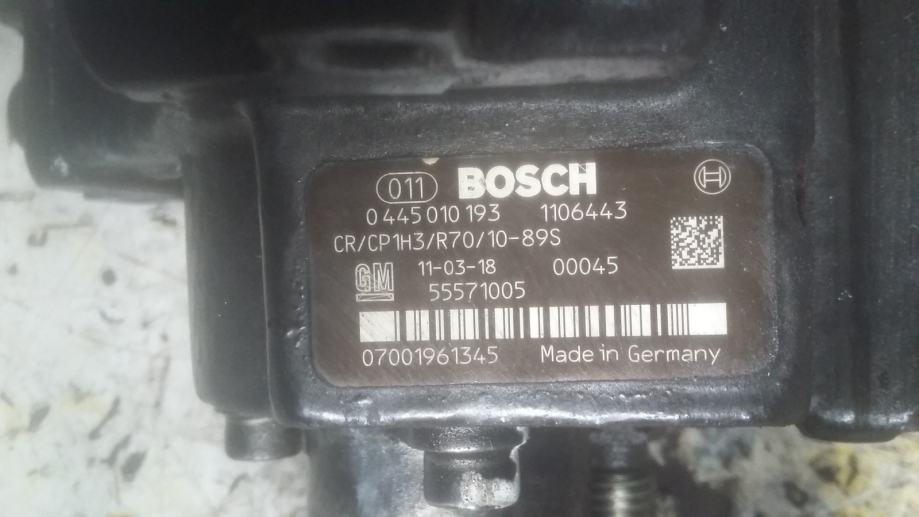 011 BOSCH
0 445 010 193 1106443
CR/CP1H3/R70/10-89S
GM 11-03-18 00045
55571005
07001961345 Made in Germany